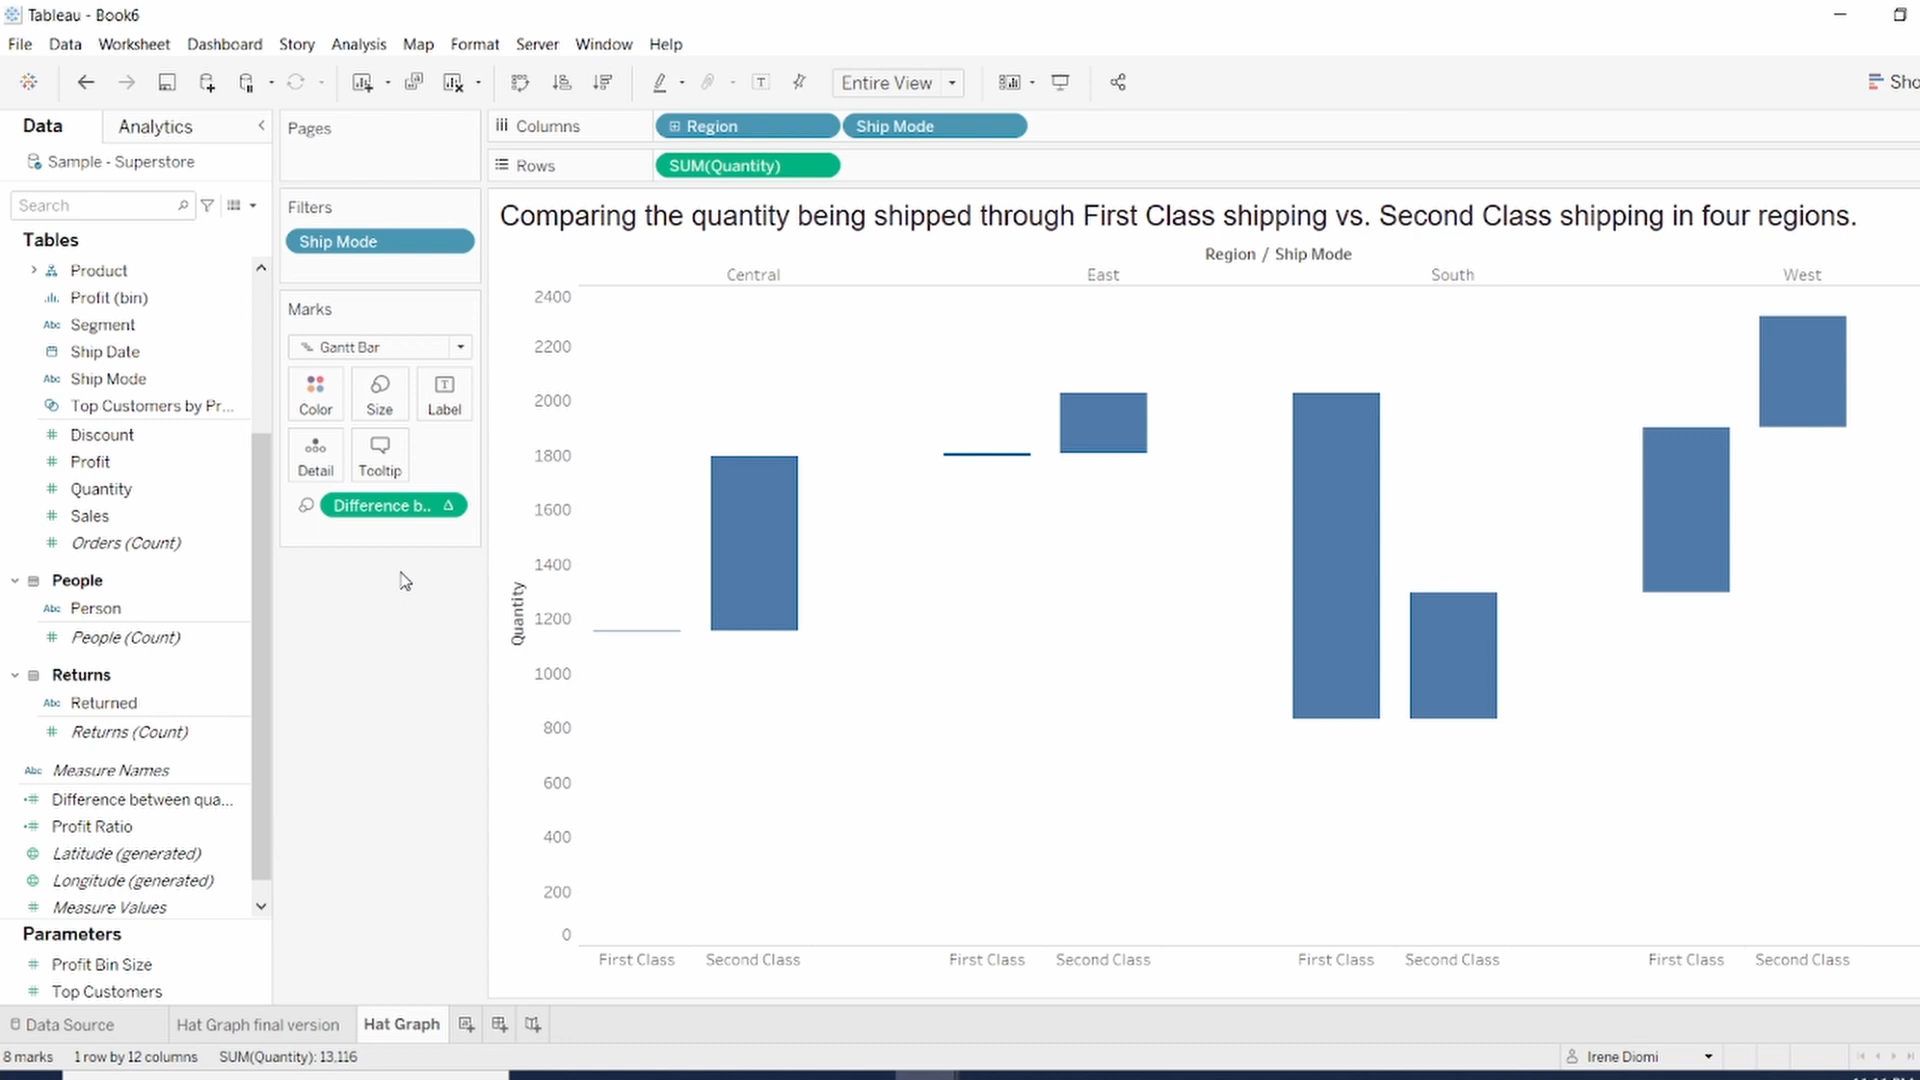 Tableau - Book6
File Data Worksheet Dashboard Story Analysis Map Format Server Window Help
Entire View
Sho
Data Analytics
Sample - Superstore
Search
Tables
Product
Profit (bin)
Abc Segment
Ship Date
Abc Ship Mode
Top Customers by Pr...
Discount
Profit
Quantity
Sales
Orders (Count)
People
Abc Person
People (Count)
Returns
Abc Returned
Returns (Count)
Abc Measure Names
Difference between qua...
Profit Ratio
Latitude (generated)
Longitude (generated)
Measure Values
Parameters
Profit Bin Size
Top Customers
Pages
Filters
Ship Mode
Marks
Gantt Bar
Color Size Label
Detail Tooltip
Difference b..
Columns Region Ship Mode
Rows SUM(Quantity)
Comparing the quantity being shipped through First Class shipping vs. Second Class shipping in four regions.
Region / Ship Mode
Central East South West
2400
2200
2000
1800
1600
1400
1200
1000
800
600
400
200
0
Quantity
First Class Second Class First Class Second Class First Class Second Class First Class Second Class
Data Source Hat Graph final version Hat Graph
8 marks 1 row by 12 columns SUM(Quantity): 13,116
Irene Diomi